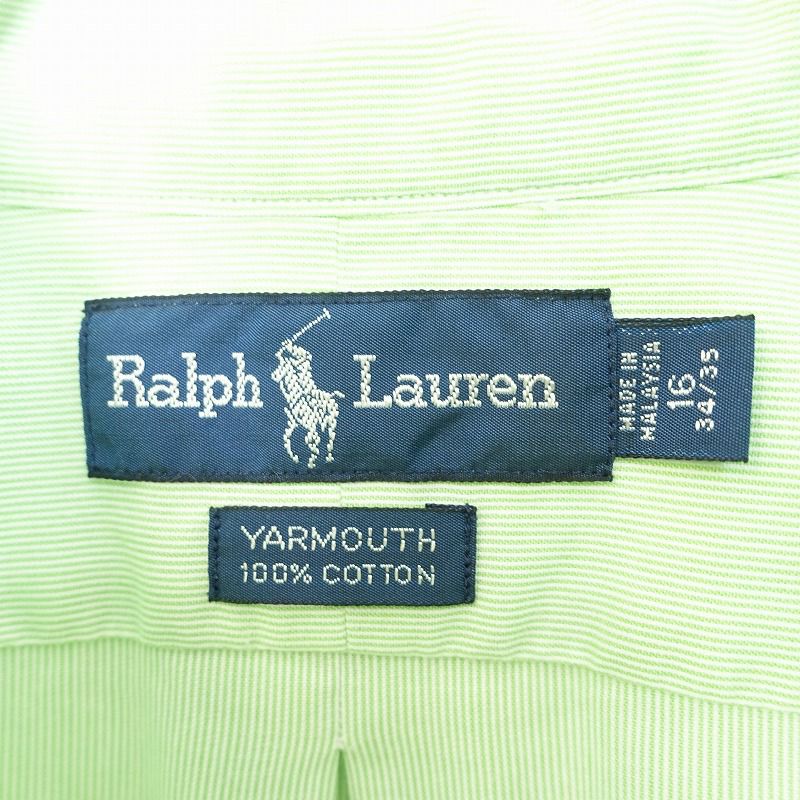 Ralph Lauren
MADE IN
MALAYSIA
16
34/35
YARMOUTH
100% COTTON